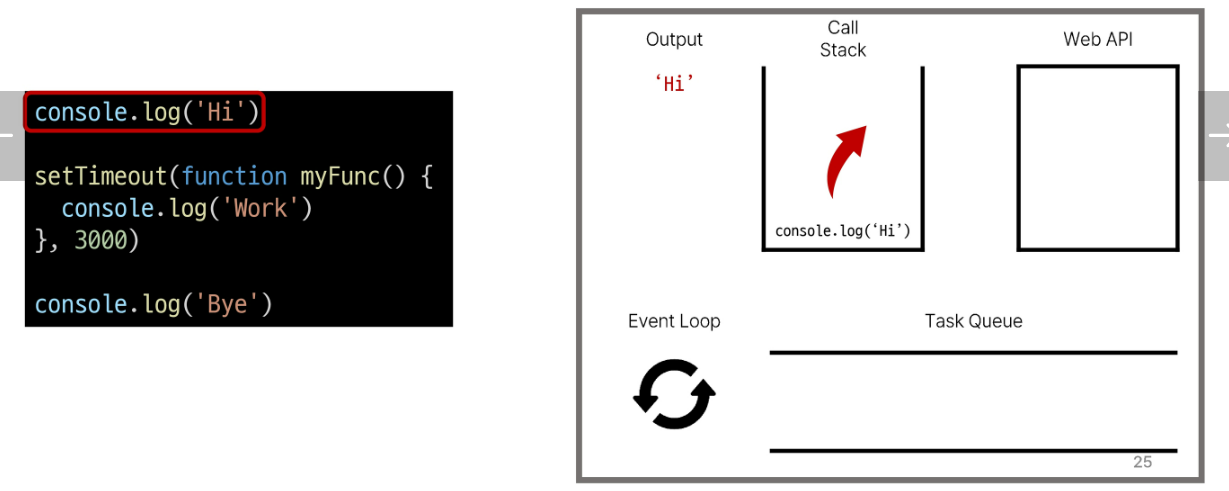 console.log('Hi')
setTimeout(function myFunc() {
console.log('Work')
}, 3000)
console.log('Bye')
Output
Call
Stack
Web API
‘Hi’
console.log(‘Hi’)
Event Loop
Task Queue
25